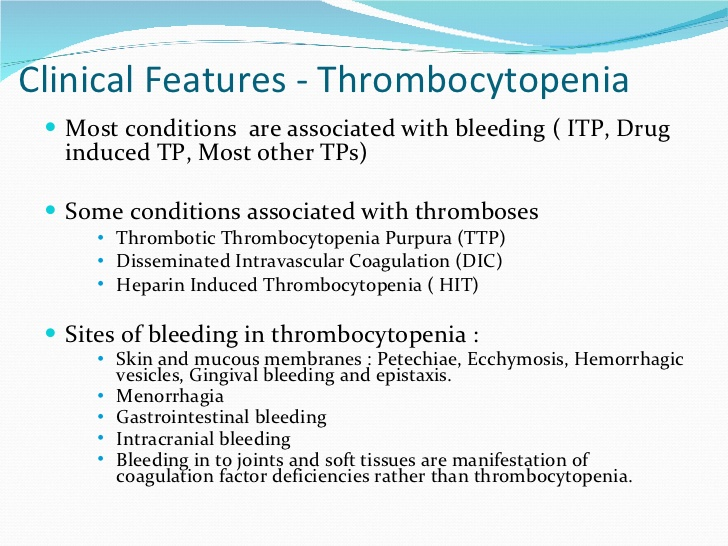 Clinical Features - Thrombocytopenia
• Most conditions  are associated with bleeding ( ITP, Drug
induced TP, Most other TPs)
• Some conditions associated with thromboses
• Thrombotic Thrombocytopenia Purpura (TTP)
• Disseminated Intravascular Coagulation (DIC)
• Heparin Induced Thrombocytopenia ( HIT)
• Sites of bleeding in thrombocytopenia :
• Skin and mucous membranes : Petechiae, Ecchymosis, Hemorrhagic
vesicles, Gingival bleeding and epistaxis.
• Menorrhagia
• Gastrointestinal bleeding
• Intracranial bleeding
• Bleeding in to joints and soft tissues are manifestation of
coagulation factor deficiencies rather than thrombocytopenia.